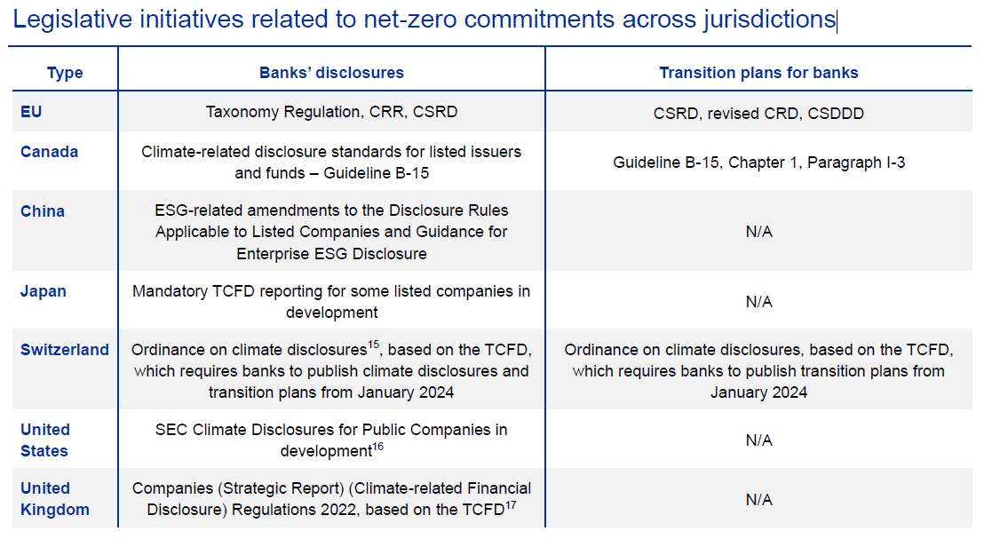 Legislative initiatives related to net-zero commitments across jurisdictions
Type
Banks’ disclosures
Transition plans for banks
EU
Taxonomy Regulation, CRR, CSRD
CSRD, revised CRD, CSDDD
Canada
Climate-related disclosure standards for listed issuers
and funds – Guideline B-15
Guideline B-15, Chapter 1, Paragraph I-3
China
ESG-related amendments to the Disclosure Rules
Applicable to Listed Companies and Guidance for
Enterprise ESG Disclosure
N/A
Japan
Mandatory TCFD reporting for some listed companies in
development
N/A
Switzerland
Ordinance on climate disclosures15, based on the TCFD,
which requires banks to publish climate disclosures and
transition plans from January 2024
Ordinance on climate disclosures, based on the TCFD,
which requires banks to publish transition plans from
January 2024
United
States
SEC Climate Disclosures for Public Companies in
development16
N/A
United
Kingdom
Companies (Strategic Report) (Climate-related Financial
Disclosure) Regulations 2022, based on the TCFD17
N/A